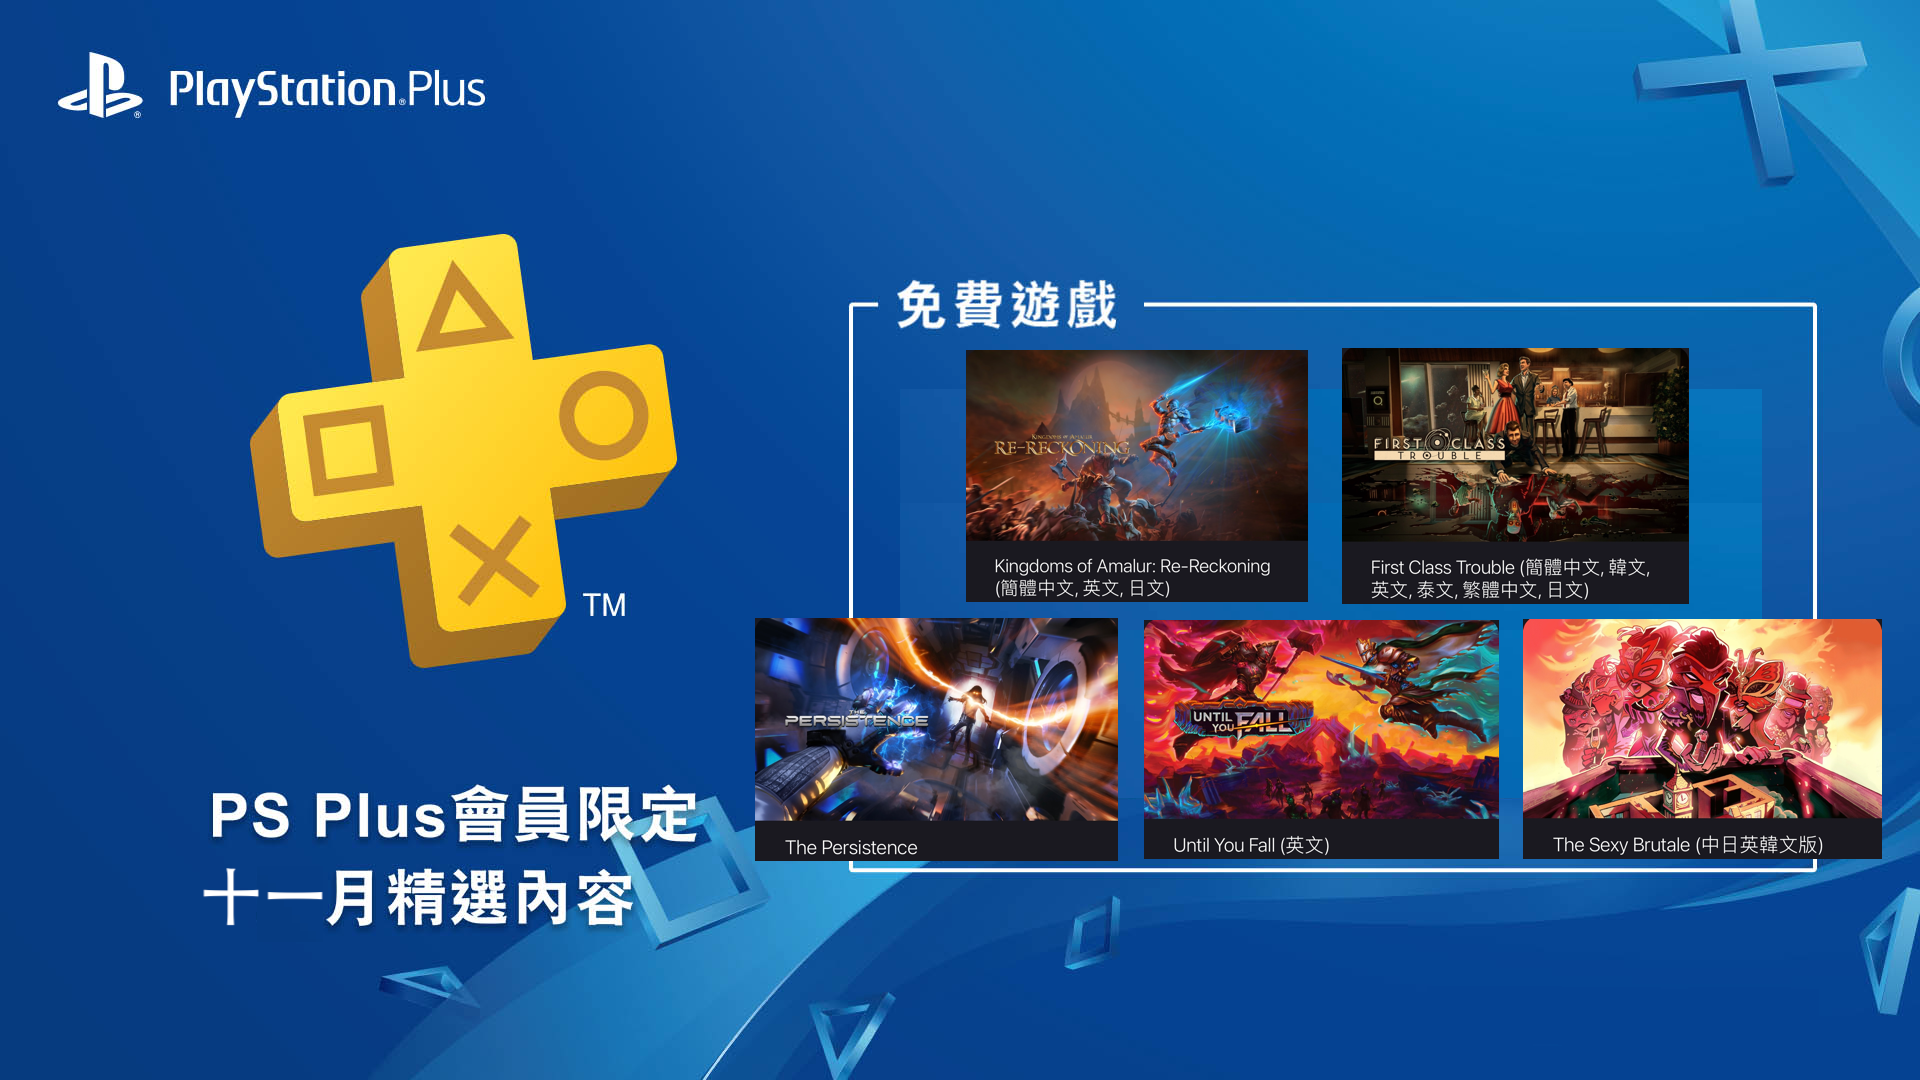 PlayStation®Plus
免費遊戲
KINGDOMS OF AMALUR
RE-RECKONING
Kingdoms of Amalur: Re-Reckoning
(簡體中文, 英文, 日文)
FIRST CLASS
TROUBLE
First Class Trouble (簡體中文, 韓文,
英文, 泰文, 繁體中文, 日文)
THE
PERSISTENCE
The Persistence
UNTIL
YOU FALL
Until You Fall (英文)
The Sexy Brutale (中日英韓文版)
TM
PS Plus會員限定
十一月精選內容